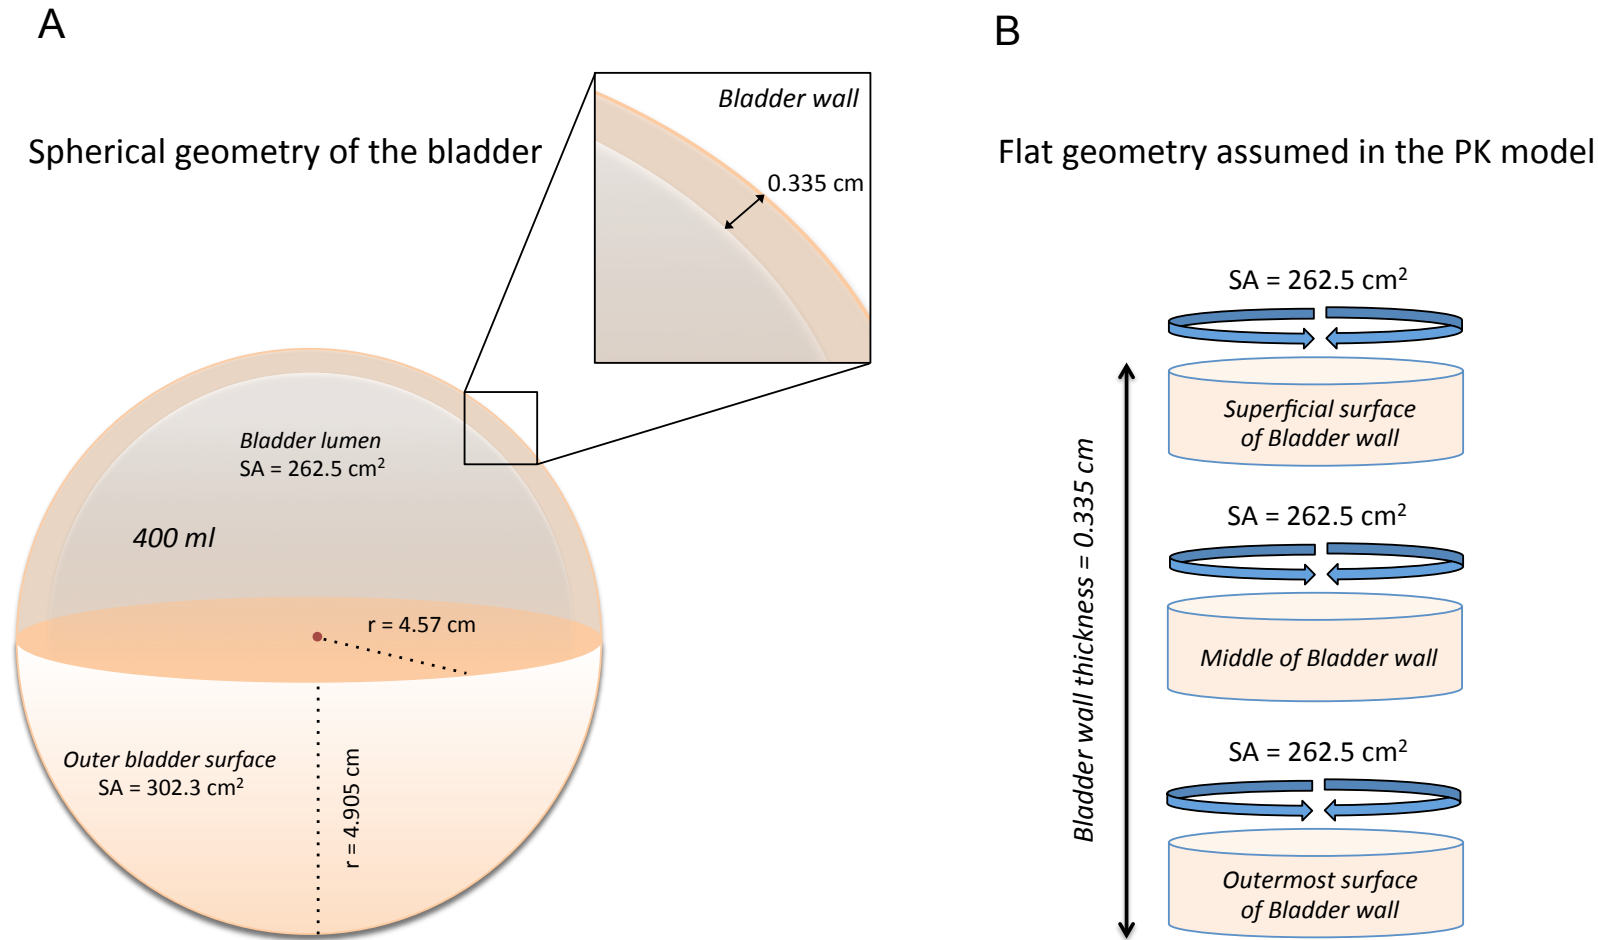 A
Spherical geometry of the bladder
Bladder wall
0.335 cm
Bladder lumen
SA = 262.5 cm²
400 ml
r = 4.57 cm
Outer bladder surface
SA = 302.3 cm²
r = 4.905 cm
B
Flat geometry assumed in the PK model
Bladder wall thickness = 0.335 cm
SA = 262.5 cm²
Superficial surface
of Bladder wall
SA = 262.5 cm²
Middle of Bladder wall
SA = 262.5 cm²
Outermost surface
of Bladder wall